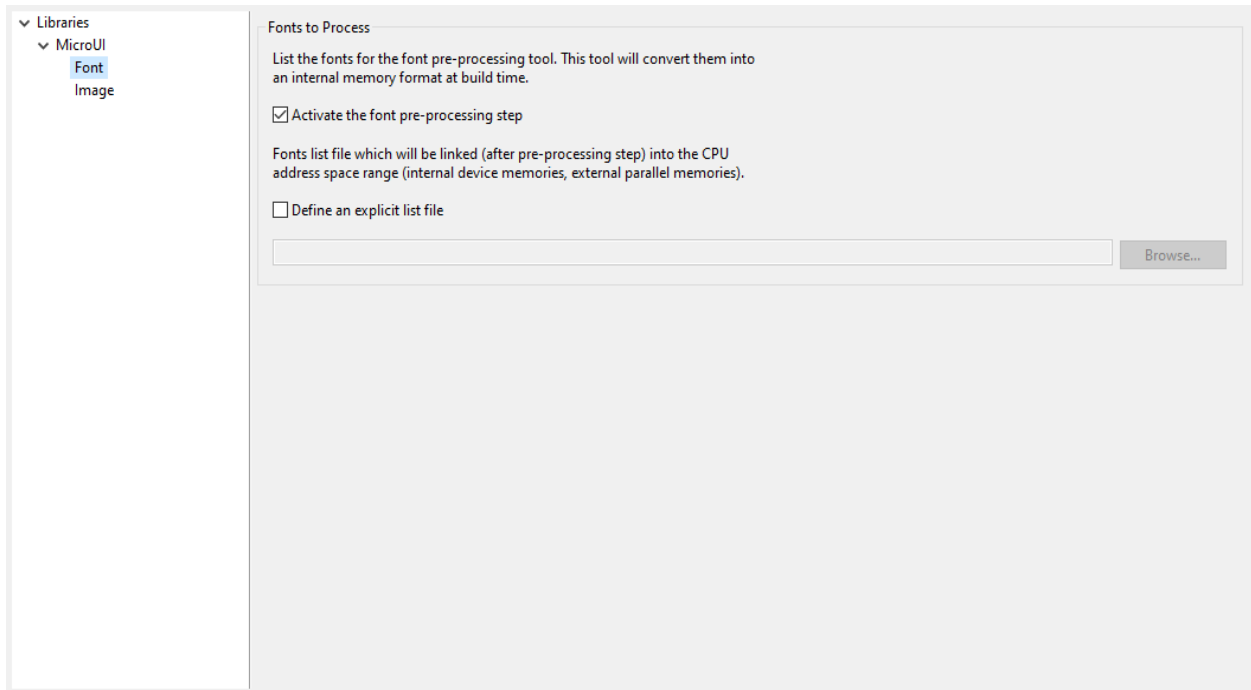 Libraries
MicroUI
Font
Image
Fonts to Process
List the fonts for the font pre-processing tool. This tool will convert them into
an internal memory format at build time.
Activate the font pre-processing step
Fonts list file which will be linked (after pre-processing step) into the CPU
address space range (internal device memories, external parallel memories).
Define an explicit list file
Browse...